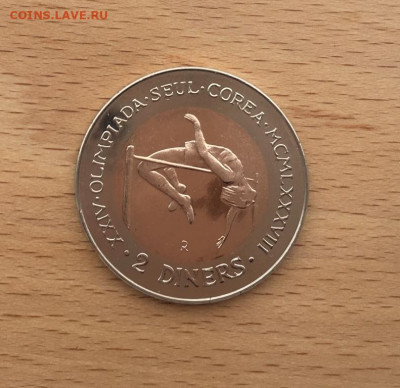 COINS.LAVE.RU
XXIV · OLIMPIADA · SEUL · COREA · MCMLXXXVIII
R
· 2 DINERS ·